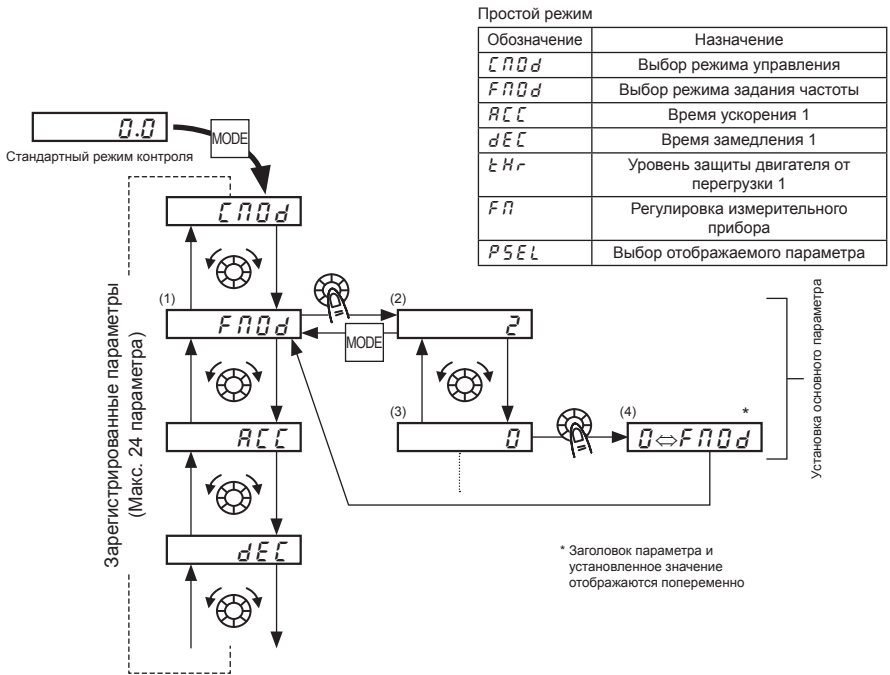 Простой режим
Обозначение Назначение
CMOd Выбор режима управления
FMOd Выбор режима задания частоты
ACC Время ускорения 1
dEC Время замедления 1
tHr Уровень защиты двигателя от
перегрузки 1
FM Регулировка измерительного
прибора
PSEL Выбор отображаемого параметра
0.0
MODE
Стандартный режим контроля
CMOd
Зарегистрированные параметры
(Макс. 24 параметра)
(1)
FMOd
(2)
2
MODE
(3)
0
(4)
*
0⇔FMOd
Установка основного параметра
ACC
dEC
* Заголовок параметра и
установленное значение
отображаются попеременно